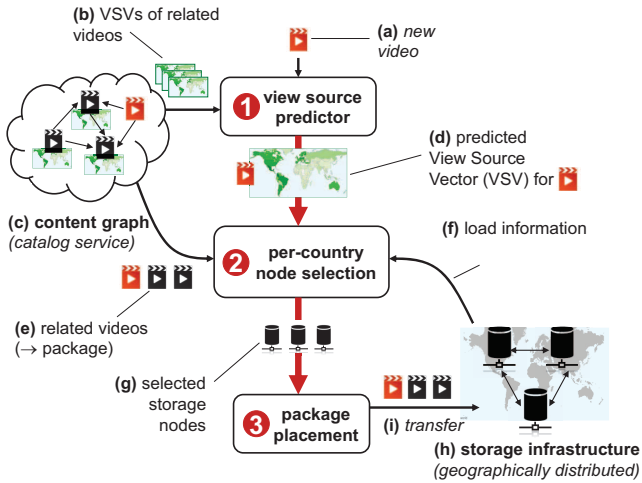 (b) VSVs of related
videos
(a) new
video
1 view source
predictor
(d) predicted
View Source
Vector (VSV) for
(c) content graph
(catalog service)
(f) load information
2 per-country
node selection
(e) related videos
(→ package)
(g) selected
storage
nodes
3 package
placement
(i) transfer
(h) storage infrastructure
(geographically distributed)